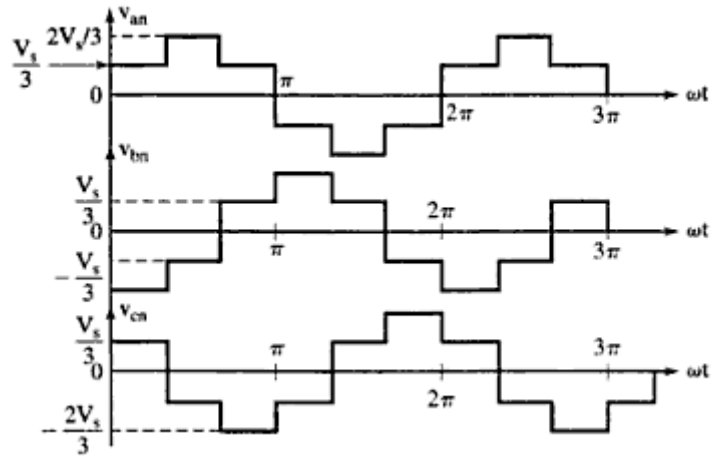 v_an
2V_s/3
V_s/3
0
π
2π
3π
ωt
v_bn
V_s/3
0
-V_s/3
π
2π
3π
ωt
v_cn
V_s/3
0
-2V_s/3
π
2π
3π
ωt